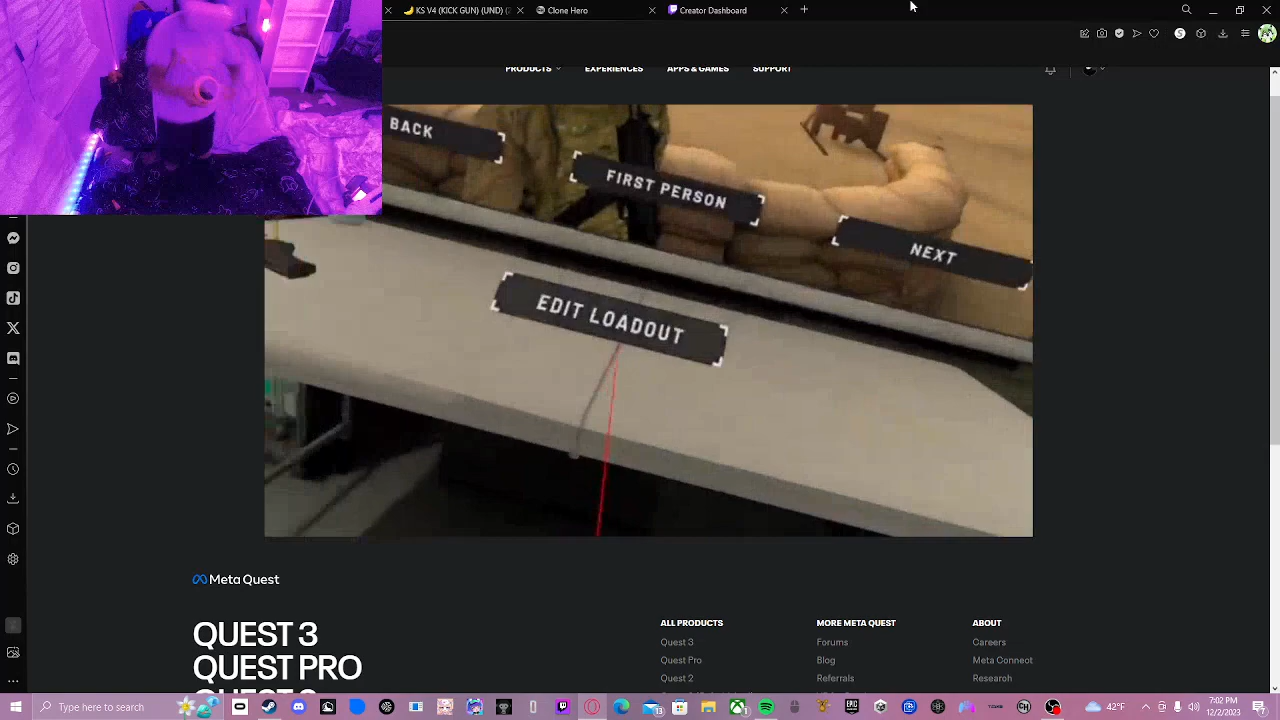 KS V4 (KICK GUN) (UND)
Clone Hero
Creator Dashboard
PRODUCTS EXPERIENCES APPS & GAMES SUPPORT
BACK
FIRST PERSON
NEXT
EDIT LOADOUT
Meta Quest
QUEST 3
QUEST PRO
ALL PRODUCTS
Quest 3
Quest Pro
Quest 2
MORE META QUEST
Forums
Blog
Referrals
ABOUT
Careers
Meta Connect
Research
Type here to search
60°F
7:02 PM
12/2/2023